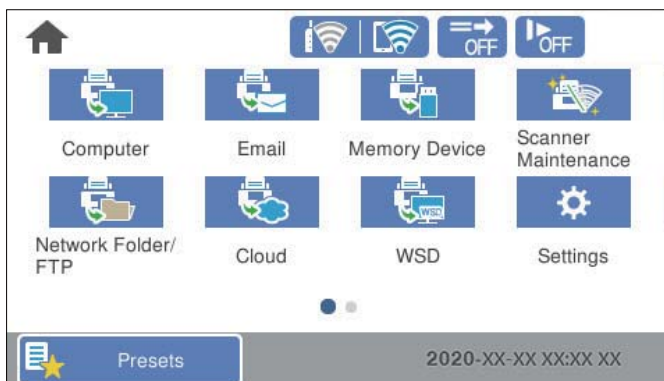 OFF
OFF
Computer
Email
Memory Device
Scanner
Maintenance
Network Folder/
FTP
Cloud
WSD
WSD
Settings
Presets
2020-XX-XX XX:XX XX